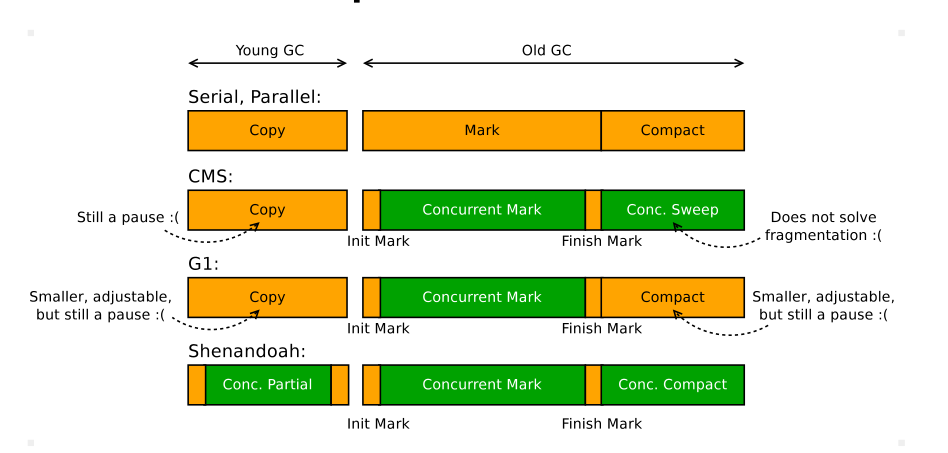 Young GC
Old GC
Serial, Parallel:
Copy
Mark
Compact
CMS:
Still a pause :(
Copy
Concurrent Mark
Conc. Sweep
Does not solve
fragmentation :(
Init Mark
Finish Mark
G1:
Smaller, adjustable,
but still a pause :(
Copy
Concurrent Mark
Compact
Smaller, adjustable,
but still a pause :(
Init Mark
Finish Mark
Shenandoah:
Conc. Partial
Concurrent Mark
Conc. Compact
Init Mark
Finish Mark